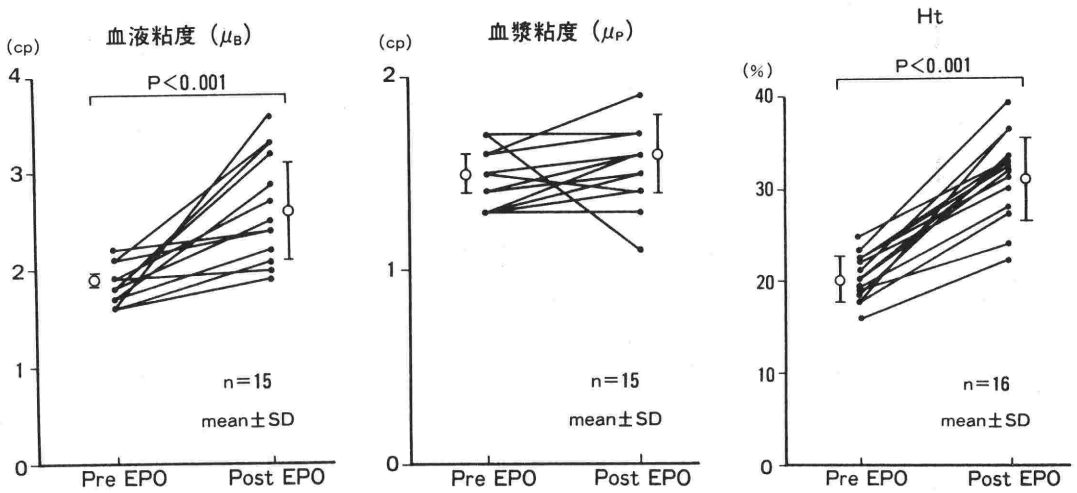 血液粘度 (μB)
(cp)
4
3
2
1
0
P<0.001
n=15
mean±SD
Pre EPO
Post EPO
血漿粘度 (μP)
(cp)
2
1
0
n=15
mean±SD
Pre EPO
Post EPO
Ht
(%)
40
30
20
10
0
P<0.001
n=16
mean±SD
Pre EPO
Post EPO